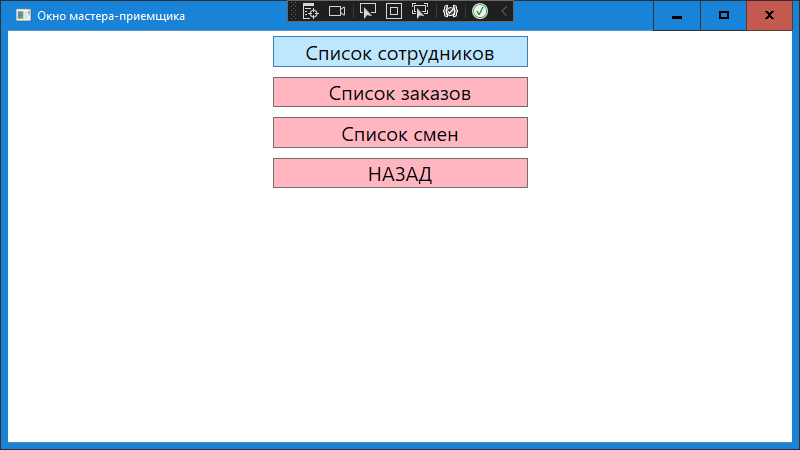 Окно мастера-приемщика
Список сотрудников
Список заказов
Список смен
НАЗАД